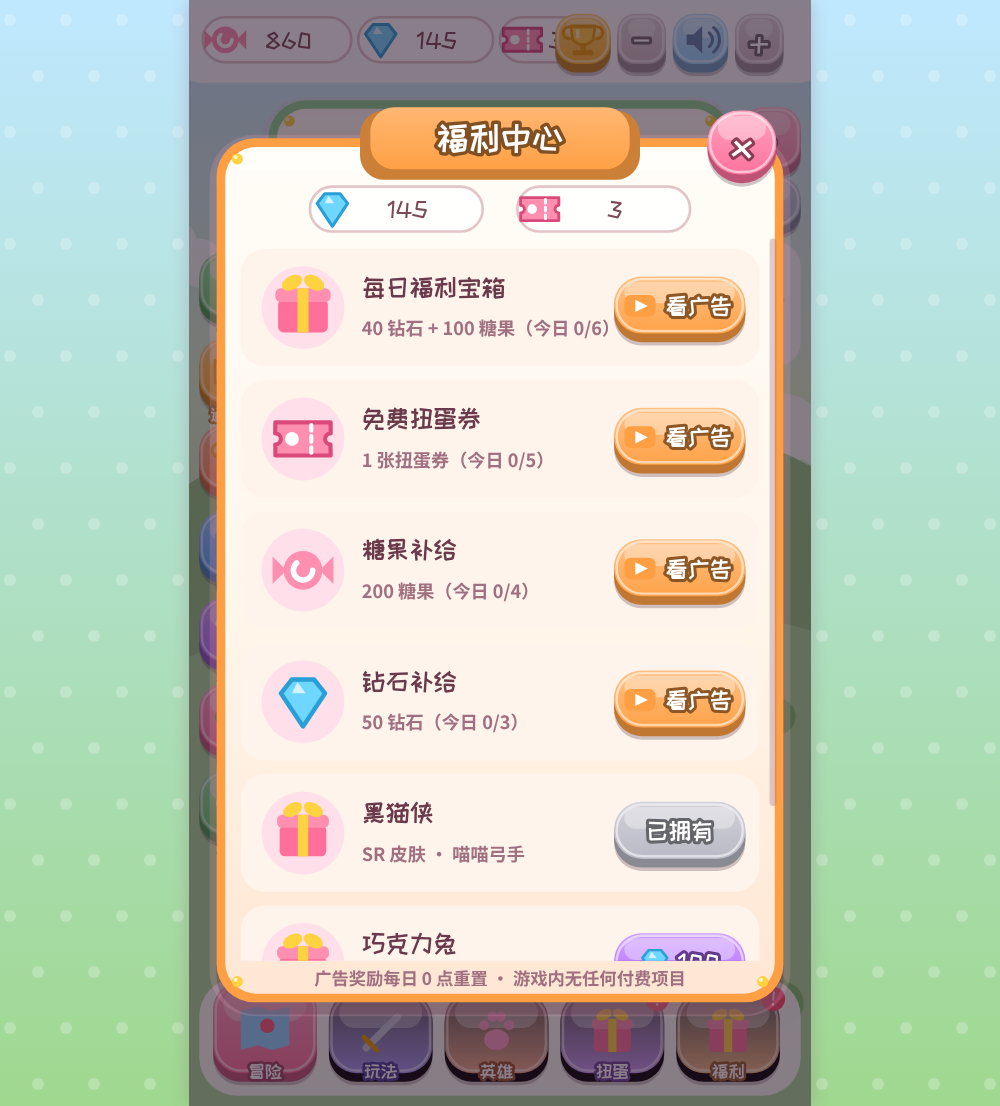 860
145
福利中心
145
3
每日福利宝箱
40 钻石 + 100 糖果（今日 0/6）
看广告
免费扭蛋券
1 张扭蛋券（今日 0/5）
看广告
糖果补给
200 糖果（今日 0/4）
看广告
钻石补给
50 钻石（今日 0/3）
看广告
黑猫侠
SR 皮肤 · 喵喵弓手
已拥有
巧克力兔
广告奖励每日 0 点重置 · 游戏内无任何付费项目
冒险
玩法
英雄
扭蛋
福利